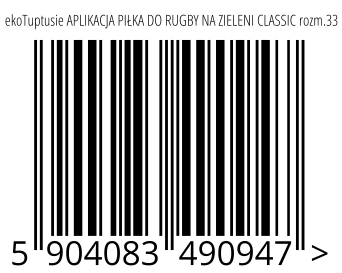 ekoTuptusie APLIKACJA PIŁKA DO RUGBY NA ZIELENI CLASSIC rozm.33
5 904083 490947 >